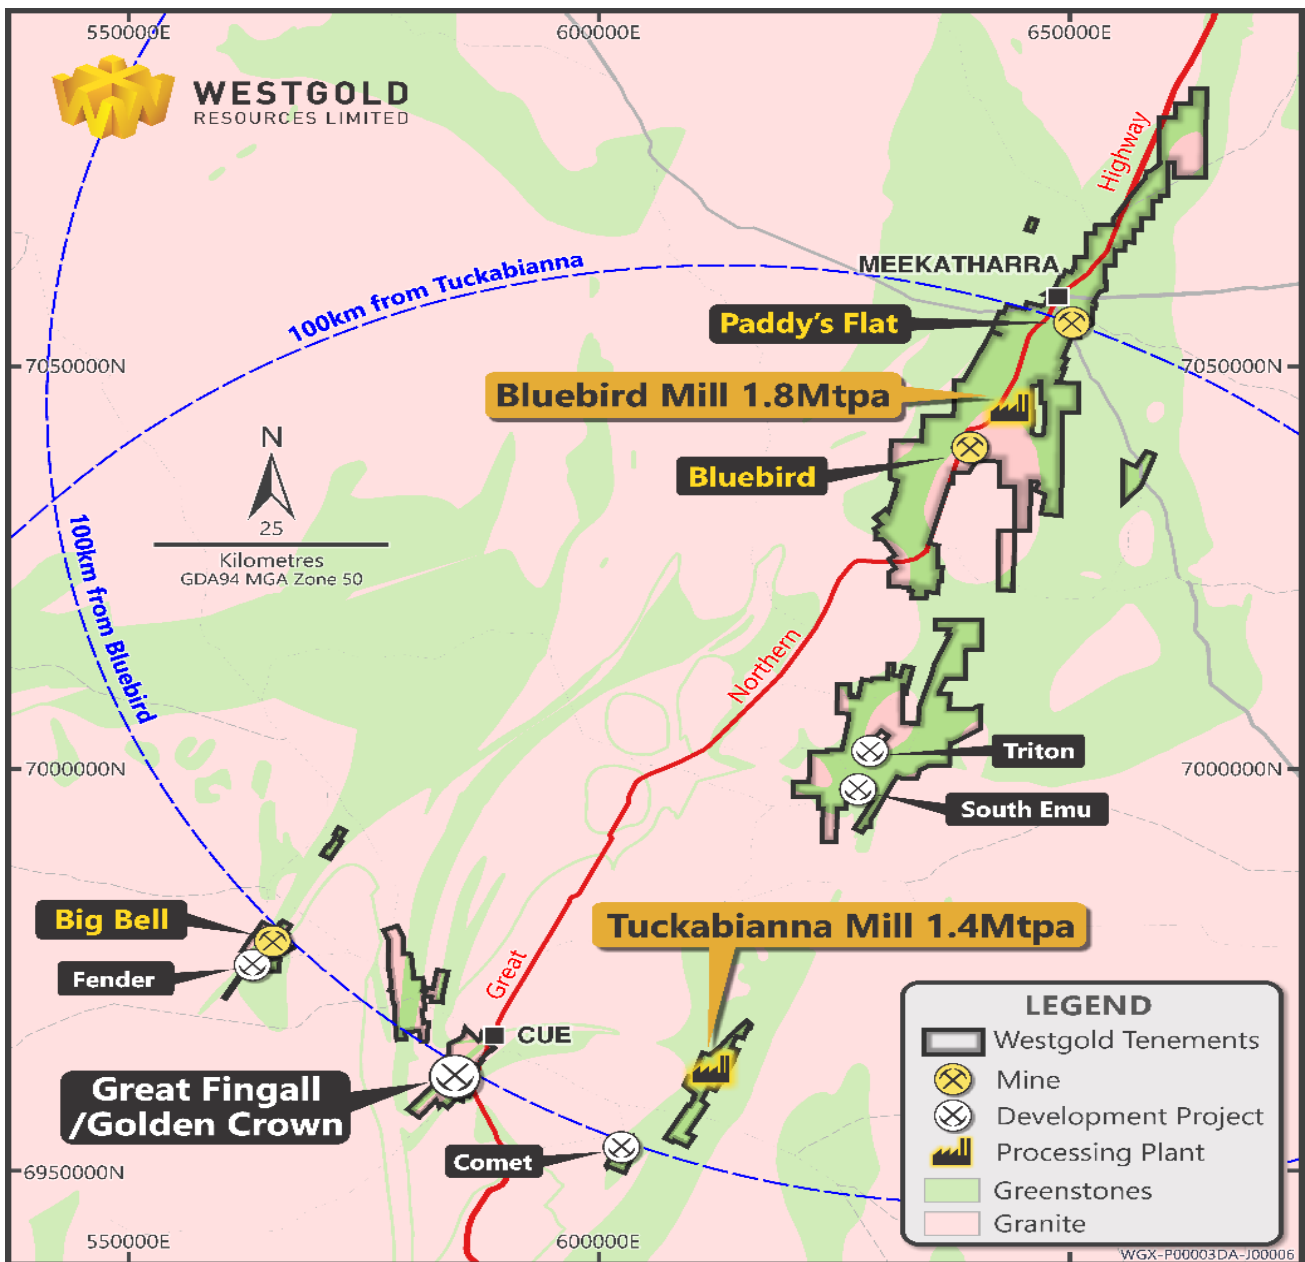 550000E
600000E
650000E
WESTGOLD
RESOURCES LIMITED
Highway
100km from Tuckabianna
MEEKATHARRA
Paddy's Flat
7050000N
7050000N
Bluebird Mill 1.8Mtpa
N
Bluebird
25
Kilometres
GDA94 MGA Zone 50
100km from Bluebird
Northern
Triton
7000000N
7000000N
South Emu
Big Bell
Tuckabianna Mill 1.4Mtpa
Fender
Great
CUE
Great Fingall
/Golden Crown
Comet
6950000N
LEGEND
Westgold Tenements
Mine
Development Project
Processing Plant
Greenstones
Granite
550000E
600000E
WGX-P00003DA-J00006